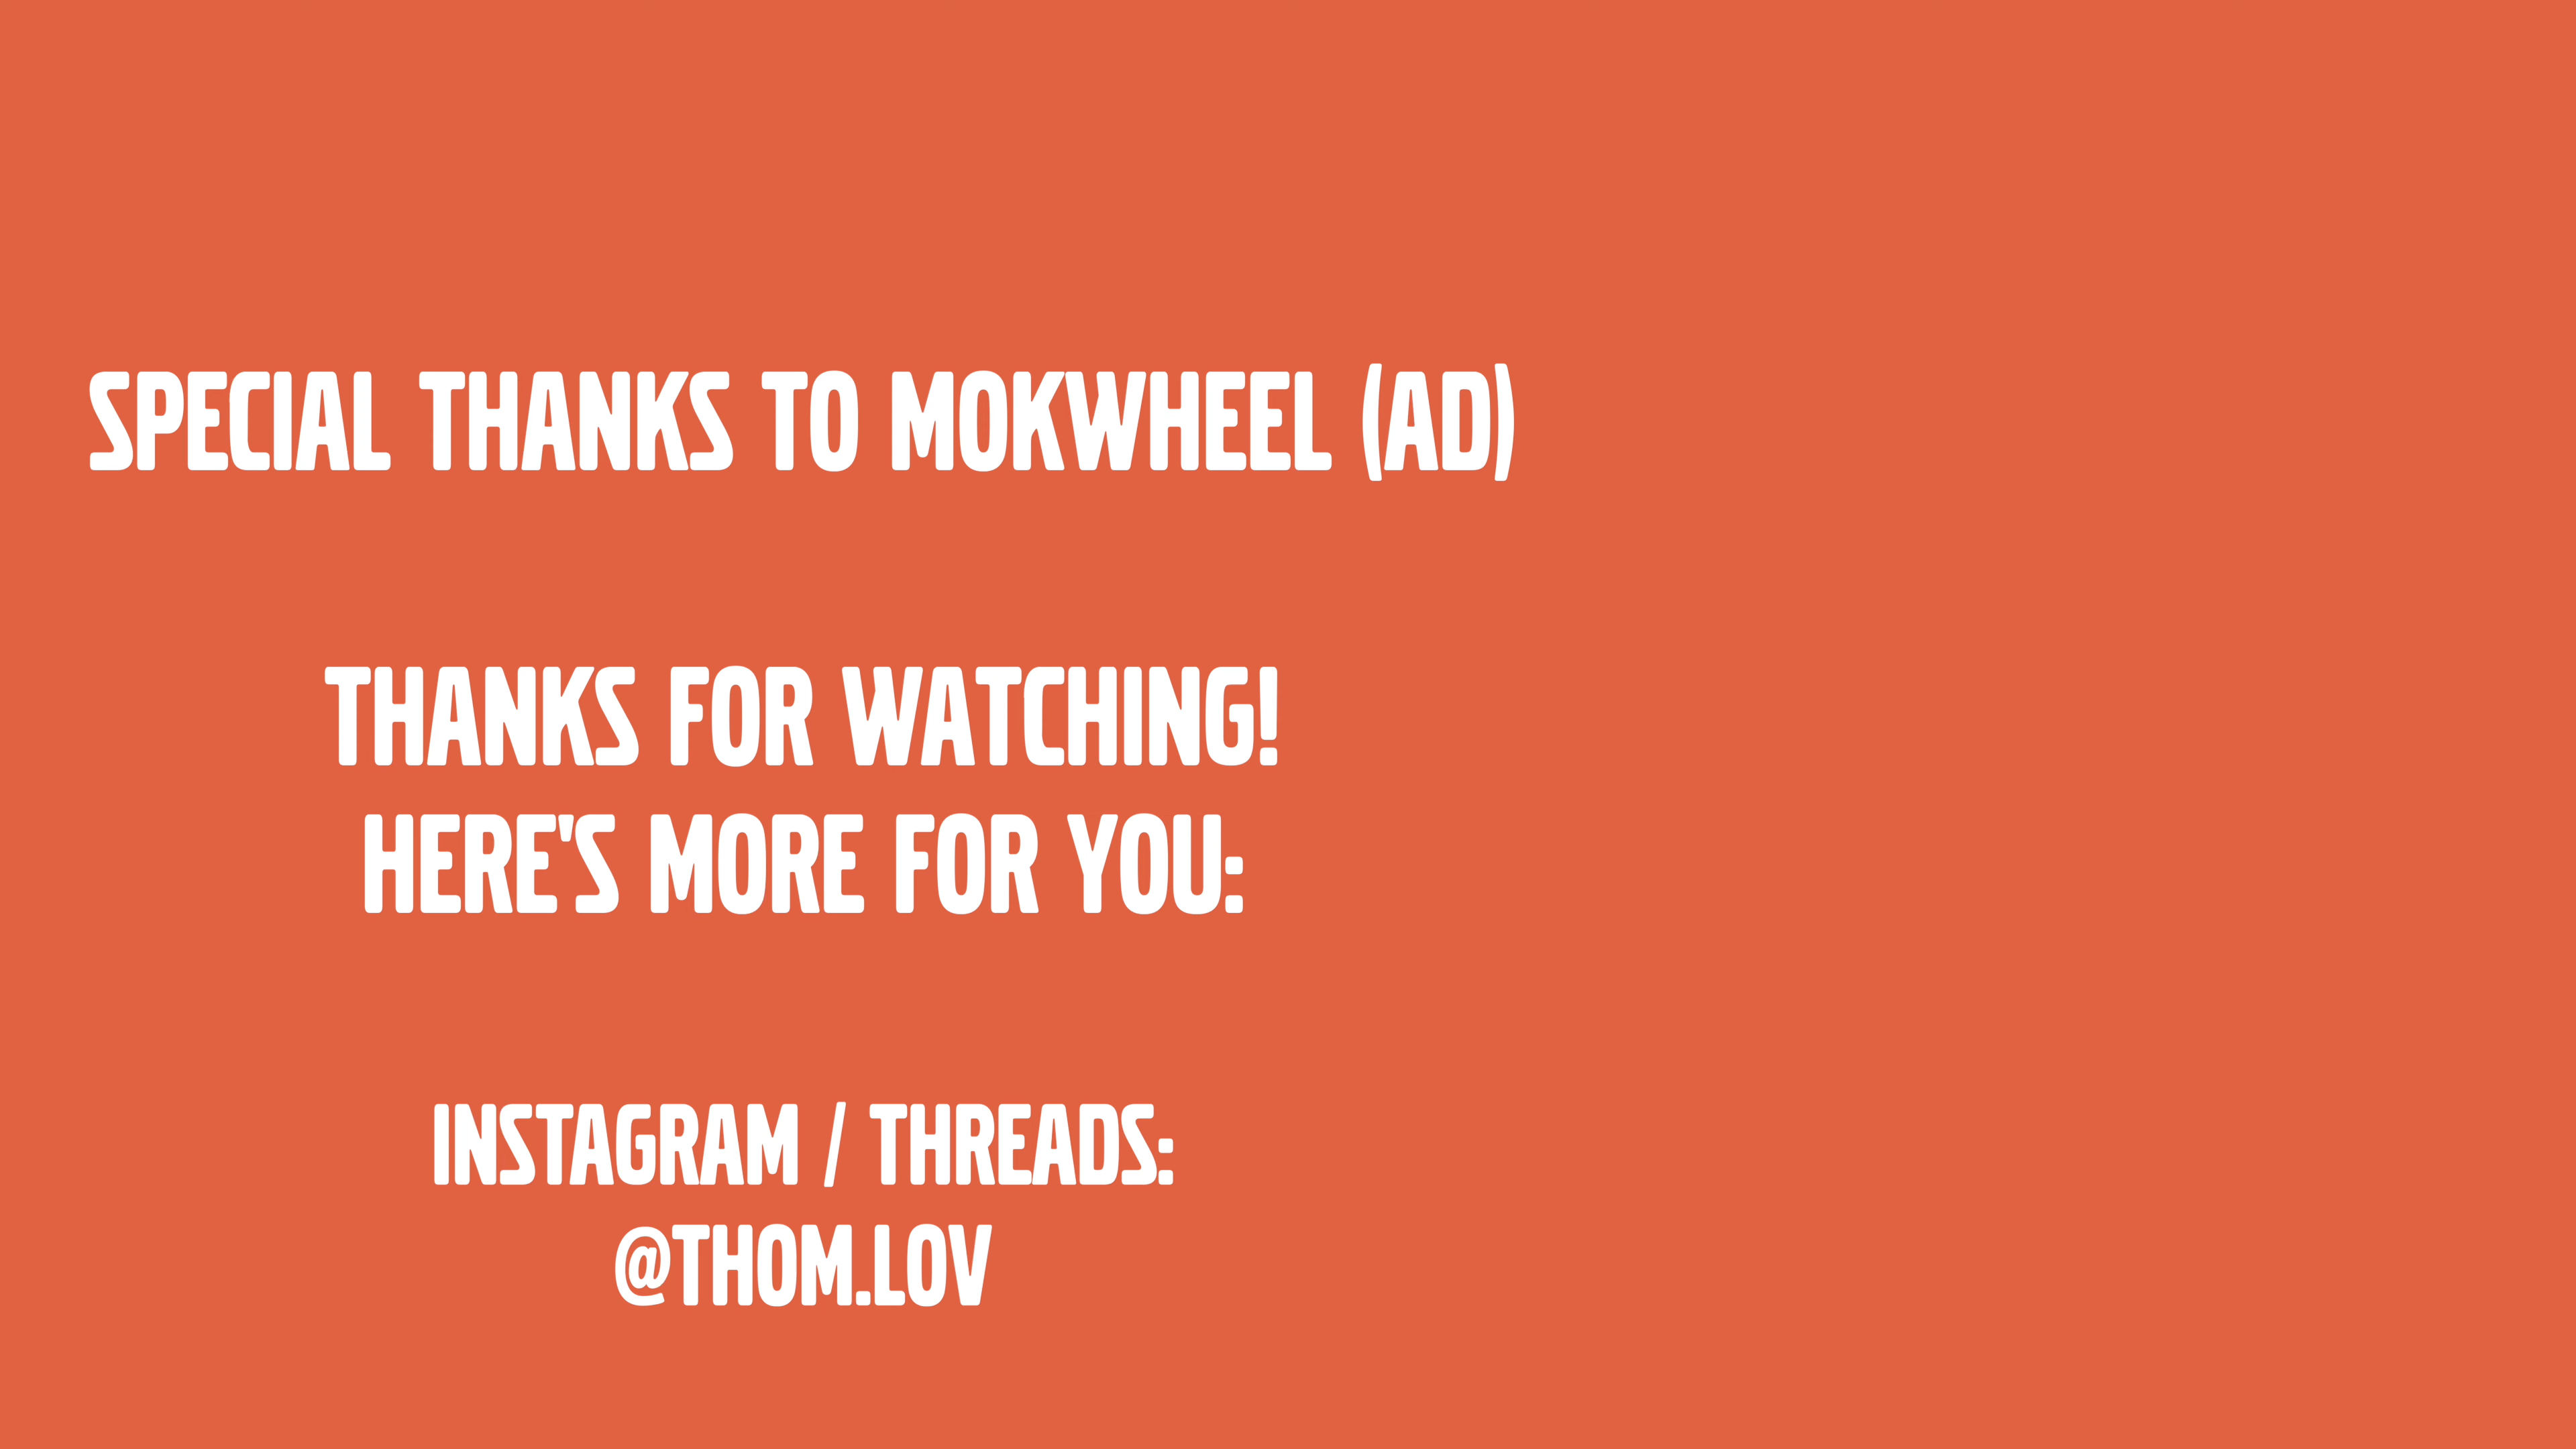 SPECIAL THANKS TO MOKWHEEL (AD)
THANKS FOR WATCHING!
HERE'S MORE FOR YOU:
INSTAGRAM / THREADS:
@THOM.LOV